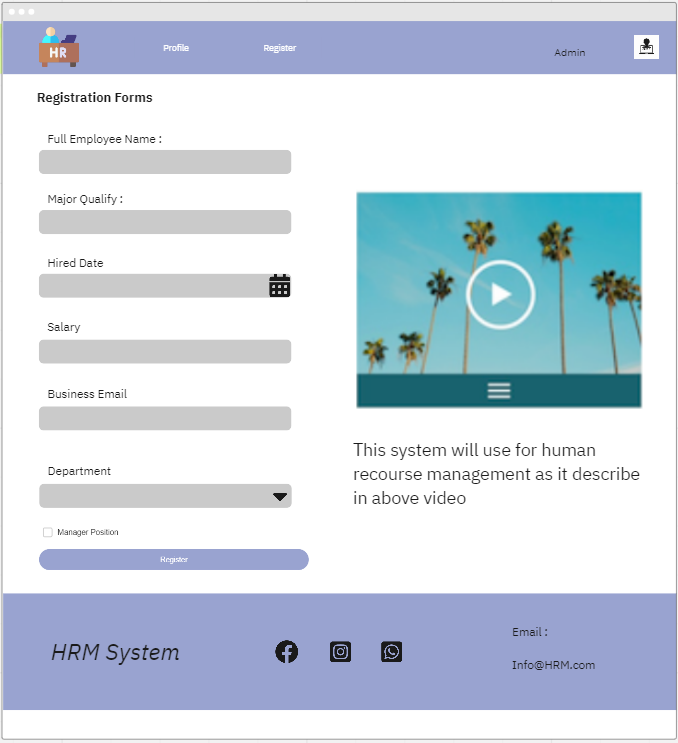 HR
Profile
Register
Admin
Registration Forms
Full Employee Name :
Major Qualify :
Hired Date
Salary
Business Email
Department
Manager Position
Register
This system will use for human
recourse management as it describe
in above video
HRM System
Email :
Info@HRM.com